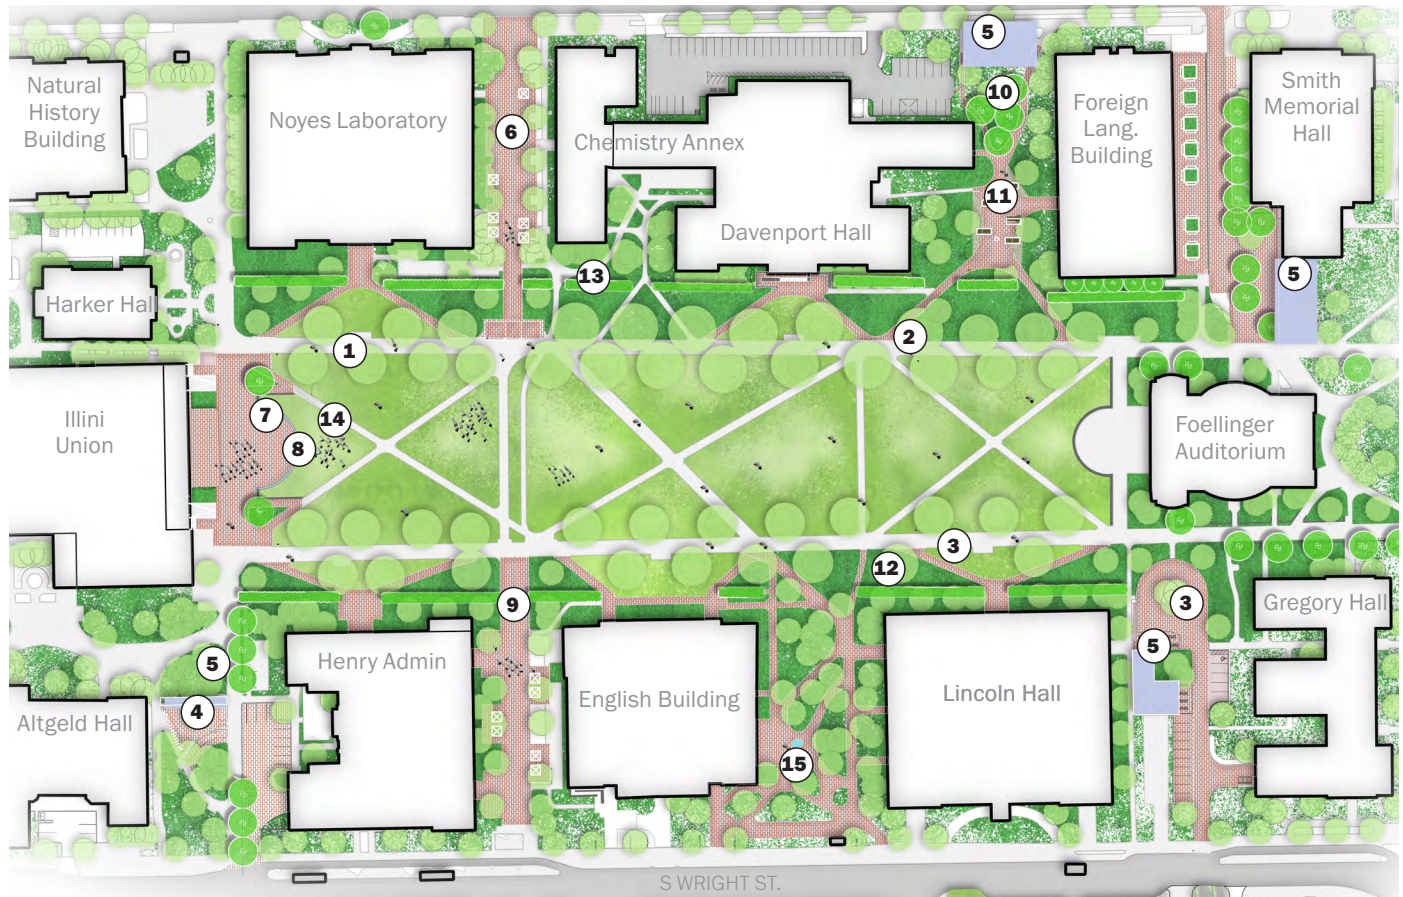 5
Natural
History
Building
Noyes Laboratory
6
Chemistry Annex
10
Foreign
Lang.
Building
Smith
Memorial
Hall
11
Davenport Hall
13
5
Harker Hall
1
2
Illini
Union
7
14
8
Foellinger
Auditorium
3
12
9
3
Gregory Hall
5
Henry Admin
5
English Building
Lincoln Hall
4
Altgeld Hall
15
S WRIGHT ST.